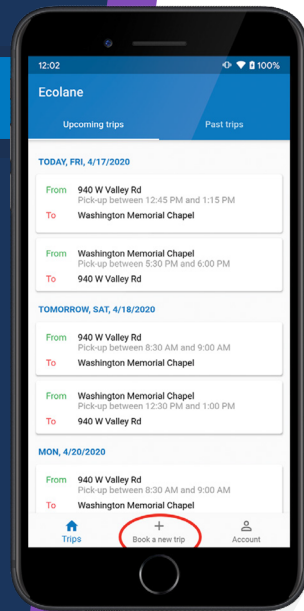 12:02
100%
Ecolane
Upcoming trips
Past trips
TODAY, FRI, 4/17/2020
From 940 W Valley Rd
Pick-up between 12:45 PM and 1:15 PM
To Washington Memorial Chapel
From Washington Memorial Chapel
Pick-up between 5:30 PM and 6:00 PM
To 940 W Valley Rd
TOMORROW, SAT, 4/18/2020
From 940 W Valley Rd
Pick-up between 8:30 AM and 9:00 AM
To Washington Memorial Chapel
From Washington Memorial Chapel
Pick-up between 12:30 PM and 1:00 PM
To 940 W Valley Rd
MON, 4/20/2020
From 940 W Valley Rd
Pick-up between 8:30 AM and 9:00 AM
To Washington Memorial Chapel
Trips
Book a new trip
Account